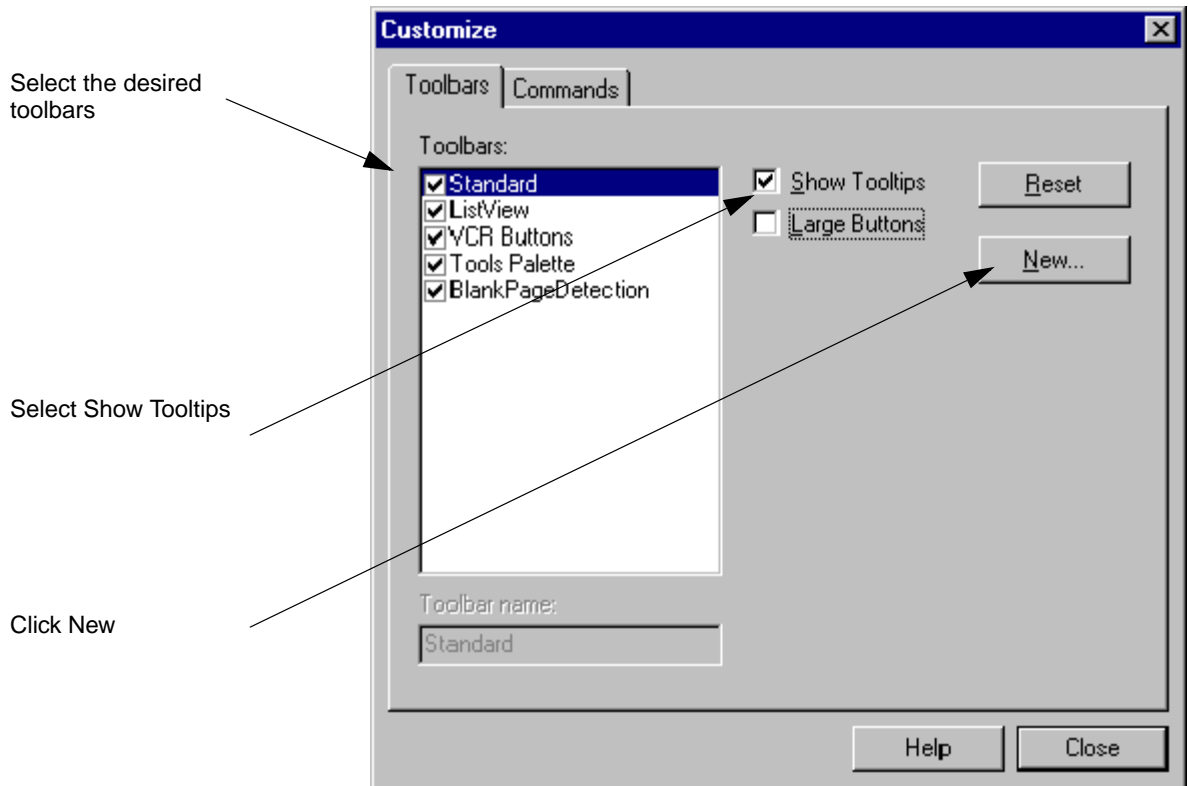 Customize
Select the desired
toolbars
Toolbars
Commands
Toolbars:
Standard
ListView
VCR Buttons
Tools Palette
BlankPageDetection
Show Tooltips
Large Buttons
Reset
New...
Select Show Tooltips
Click New
Toolbar name:
Standard
Help
Close